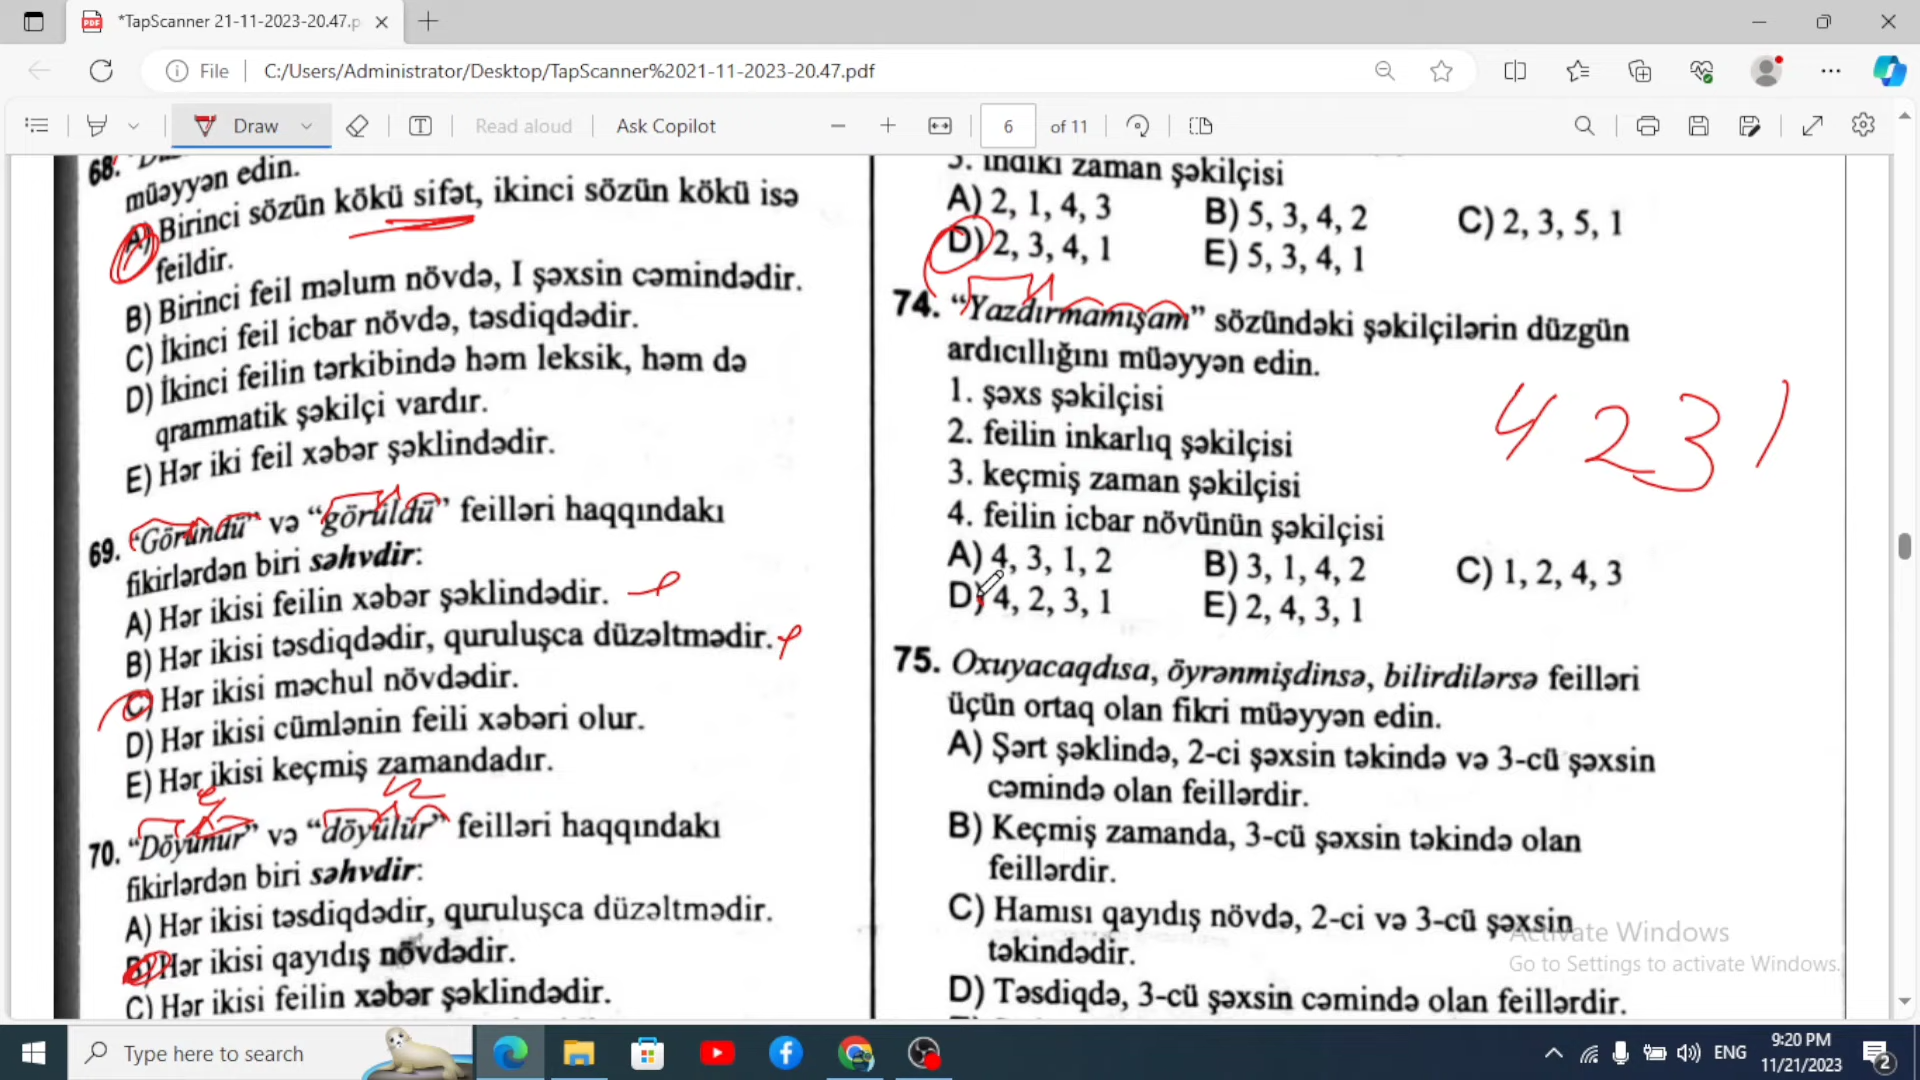 *TapScanner 21-11-2023-20.47.p
File
C:/Users/Administrator/Desktop/TapScanner%2021-11-2023-20.47.pdf
Draw
Read aloud
Ask Copilot
6
of 11
68.
müəyyən edin.
A) Birinci sözün kökü sifət, ikinci sözün kökü isə
feildir.
B) Birinci feil məlum növdə, I şəxsin cəmindədir.
C) İkinci feil icbar növdə, təsdiqdədir.
D) İkinci feilin tərkibində həm leksik, həm də
qrammatik şəkilçi vardır.
E) Hər iki feil xəbər şəklindədir.
69. “Göründü” və “görüldü” feilləri haqqındakı
fikirlərdən biri səhvdir:
A) Hər ikisi feilin xəbər şəklindədir.
B) Hər ikisi təsdiqdədir, quruluşca düzəltmədir.
C) Hər ikisi məchul növdədir.
D) Hər ikisi cümlənin feili xəbəri olur.
E) Hər ikisi keçmiş zamandadır.
70. “Döyünür” və “döyülür” feilləri haqqındakı
fikirlərdən biri səhvdir:
A) Hər ikisi təsdiqdədir, quruluşca düzəltmədir.
B) Hər ikisi qayıdış növdədir.
C) Hər ikisi feilin xəbər şəklindədir.
5. indiki zaman şəkilçisi
A) 2, 1, 4, 3 B) 5, 3, 4, 2 C) 2, 3, 5, 1
D) 2, 3, 4, 1 E) 5, 3, 4, 1
74. “Yazdırmamışam” sözündəki şəkilçilərin düzgün
ardıcıllığını müəyyən edin.
1. şəxs şəkilçisi
2. feilin inkarlıq şəkilçisi
3. keçmiş zaman şəkilçisi
4. feilin icbar növünün şəkilçisi
4 2 3 1
A) 4, 3, 1, 2 B) 3, 1, 4, 2 C) 1, 2, 4, 3
D) 4, 2, 3, 1 E) 2, 4, 3, 1
75. Oxuyacaqdısa, öyrənmişdinsə, bilirdilərsə feilləri
üçün ortaq olan fikri müəyyən edin.
A) Şərt şəklində, 2-ci şəxsin təkində və 3-cü şəxsin
cəmində olan feillərdir.
B) Keçmiş zamanda, 3-cü şəxsin təkində olan
feillərdir.
C) Hamısı qayıdış növdə, 2-ci və 3-cü şəxsin
təkindədir.
D) Təsdiqdə, 3-cü şəxsin cəmində olan feillərdir.
Activate Windows
Go to Settings to activate Windows.
Type here to search
ENG
9:20 PM
11/21/2023
2